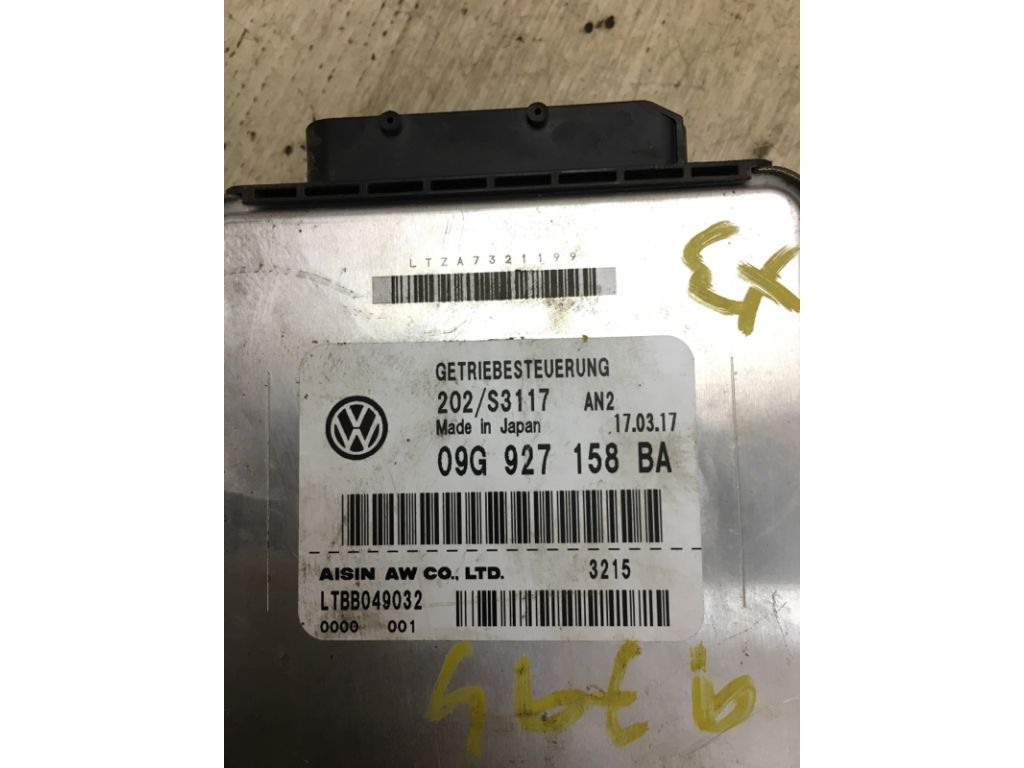 LTZA7321199
GETRIEBESTEUERUNG
202/S3117 AN2
Made in Japan 17.03.17
09G 927 158 BA
AISIN AW CO., LTD. 3215
LTBB049032
0000 001